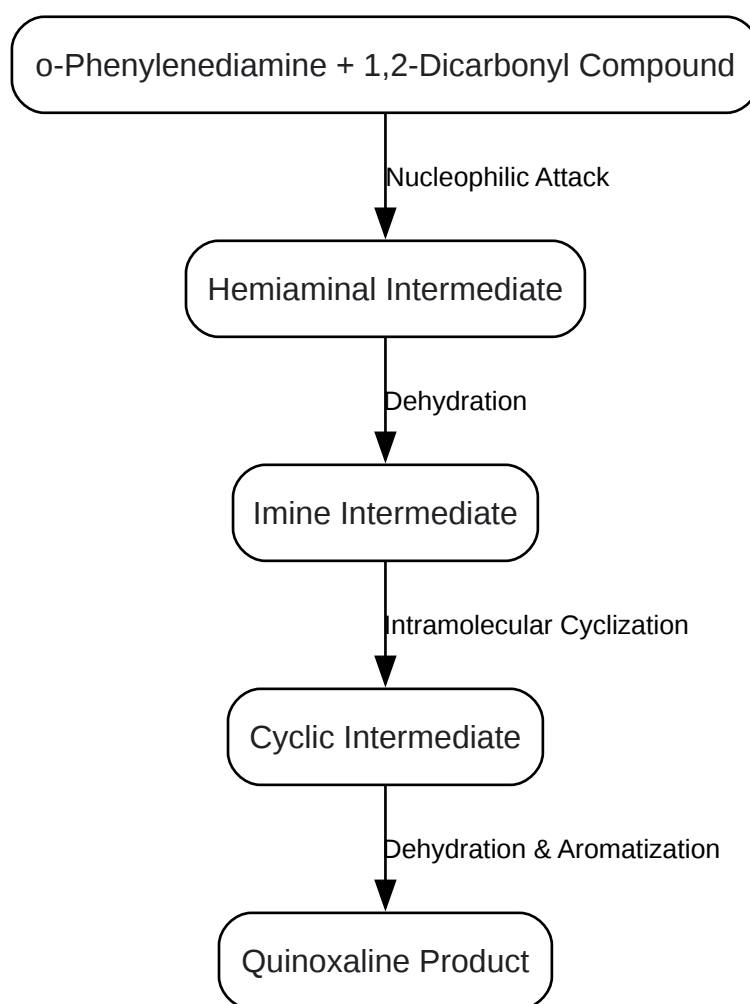 o-Phenylenediamine + 1,2-Dicarbonyl Compound
Nucleophilic Attack
Hemiaminal Intermediate
Dehydration
Imine Intermediate
Intramolecular Cyclization
Cyclic Intermediate
Dehydration & Aromatization
Quinoxaline Product